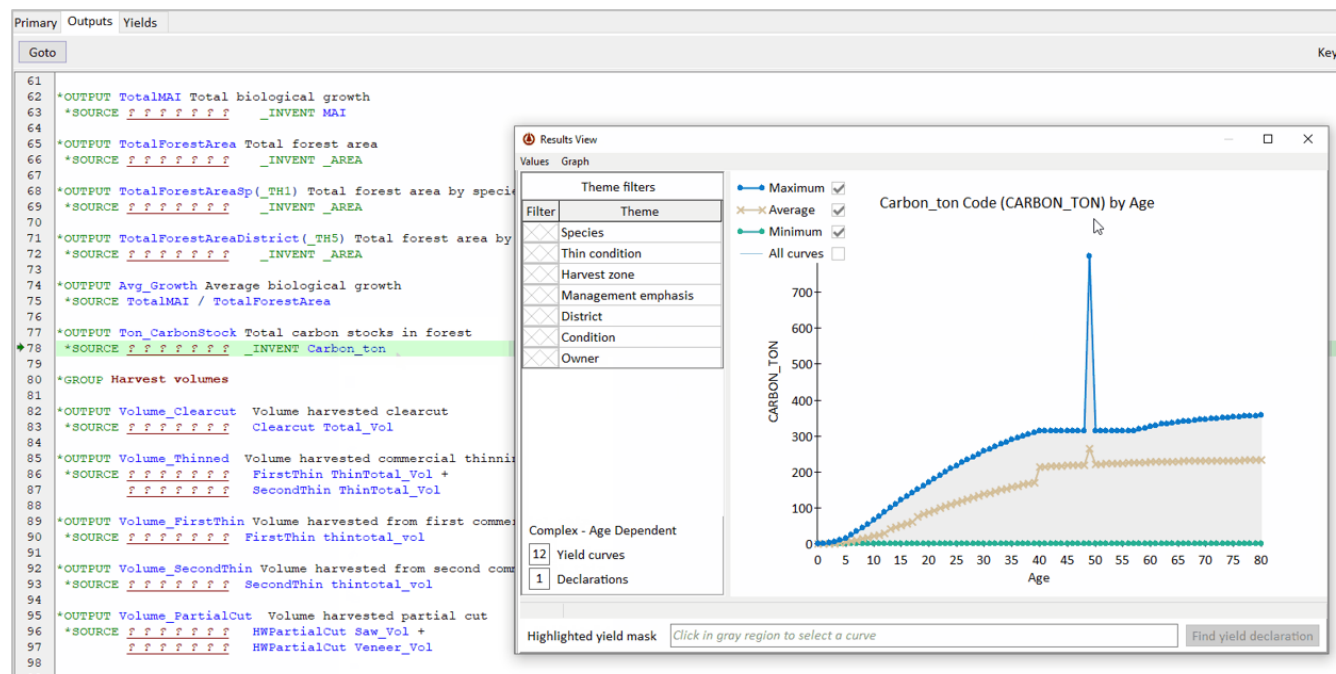 Primary Outputs Yields
Goto
Key
61
62 *OUTPUT TotalMAI Total biological growth
63 *SOURCE ? ? ? ? ? ? ? _INVENT MAI
64
65 *OUTPUT TotalForestArea Total forest area
66 *SOURCE ? ? ? ? ? ? ? _INVENT _AREA
67
68 *OUTPUT TotalForestAreaSp(_TH1) Total forest area by speci
69 *SOURCE ? ? ? ? ? ? ? _INVENT _AREA
70
71 *OUTPUT TotalForestAreaDistrict(_TH5) Total forest area by
72 *SOURCE ? ? ? ? ? ? ? _INVENT _AREA
73
74 *OUTPUT Avg_Growth Average biological growth
75 *SOURCE TotalMAI / TotalForestArea
76
77 *OUTPUT Ton_CarbonStock Total carbon stocks in forest
78 *SOURCE ? ? ? ? ? ? ? _INVENT Carbon_ton
79
80 *GROUP Harvest volumes
81
82 *OUTPUT Volume_Clearcut Volume harvested clearcut
83 *SOURCE ? ? ? ? ? ? ? Clearcut Total_Vol
84
85 *OUTPUT Volume_Thinned Volume harvested commercial thinni
86 *SOURCE ? ? ? ? ? ? ? FirstThin ThinTotal_Vol +
87 ? ? ? ? ? ? ? SecondThin ThinTotal_Vol
88
89 *OUTPUT Volume_FirstThin Volume harvested from first comme
90 *SOURCE ? ? ? ? ? ? ? FirstThin thintotal_vol
91
92 *OUTPUT Volume_SecondThin Volume harvested from second com
93 *SOURCE ? ? ? ? ? ? ? SecondThin thintotal_vol
94
95 *OUTPUT Volume_PartialCut Volume harvested partial cut
96 *SOURCE ? ? ? ? ? ? ? HWPartialCut Saw_Vol +
97 ? ? ? ? ? ? ? HWPartialCut Veneer_Vol
98
Results View
Values Graph
Theme filters
Filter Theme
Species
Thin condition
Harvest zone
Management emphasis
District
Condition
Owner
Complex - Age Dependent
12 Yield curves
1 Declarations
Maximum
Average
Minimum
All curves
Carbon_ton Code (CARBON_TON) by Age
CARBON_TON
700
600
500
400
300
200
100
0
0 5 10 15 20 25 30 35 40 45 50 55 60 65 70 75 80
Age
Highlighted yield mask Click in gray region to select a curve Find yield declaration